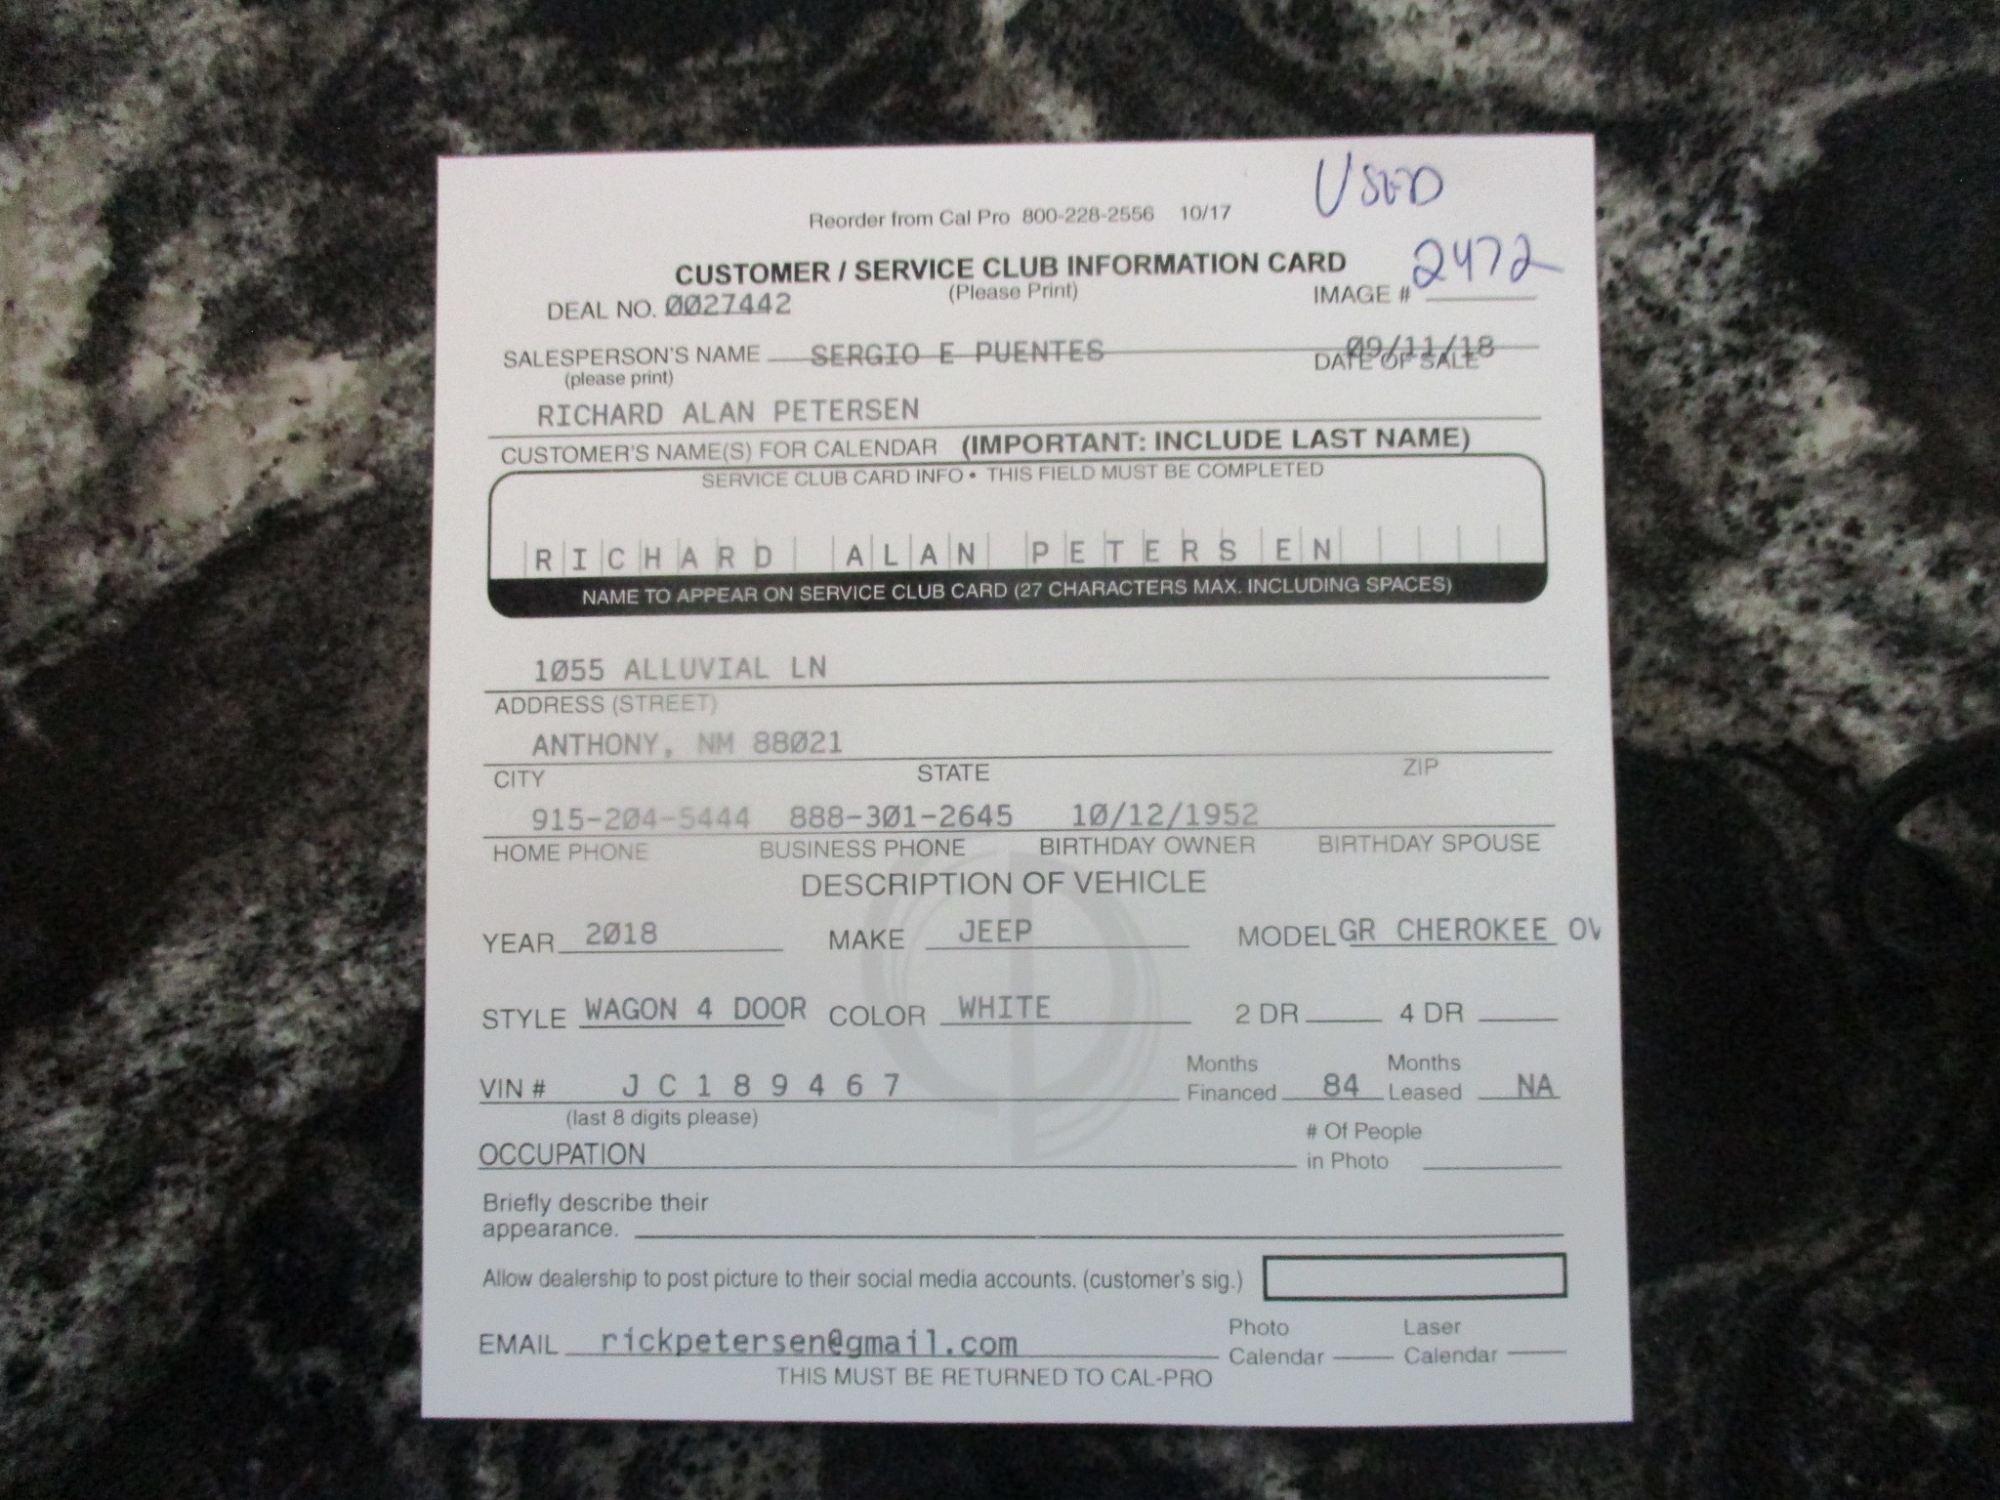 USED
Reorder from Cal Pro 800-228-2556 10/17
CUSTOMER / SERVICE CLUB INFORMATION CARD
(Please Print)
DEAL NO. 0027442 IMAGE # 2472
SALESPERSON'S NAME SERGIO E PUENTES DATE OF SALE 09/11/18
(please print)
RICHARD ALAN PETERSEN
CUSTOMER'S NAME(S) FOR CALENDAR (IMPORTANT: INCLUDE LAST NAME)
SERVICE CLUB CARD INFO • THIS FIELD MUST BE COMPLETED
RICHARD ALAN PETERSEN
NAME TO APPEAR ON SERVICE CLUB CARD (27 CHARACTERS MAX. INCLUDING SPACES)
1055 ALLUVIAL LN
ADDRESS (STREET)
ANTHONY, NM 88021
CITY STATE ZIP
915-204-5444 888-301-2645 10/12/1952
HOME PHONE BUSINESS PHONE BIRTHDAY OWNER BIRTHDAY SPOUSE
DESCRIPTION OF VEHICLE
YEAR 2018 MAKE JEEP MODEL GR CHEROKEE OV
STYLE WAGON 4 DOOR COLOR WHITE 2 DR 4 DR
VIN # JC189467 Months Financed 84 Months Leased NA
(last 8 digits please)
OCCUPATION # Of People in Photo
Briefly describe their
appearance.
Allow dealership to post picture to their social media accounts. (customer's sig.)
EMAIL rickpetersen@gmail.com Photo Calendar Laser Calendar
THIS MUST BE RETURNED TO CAL-PRO